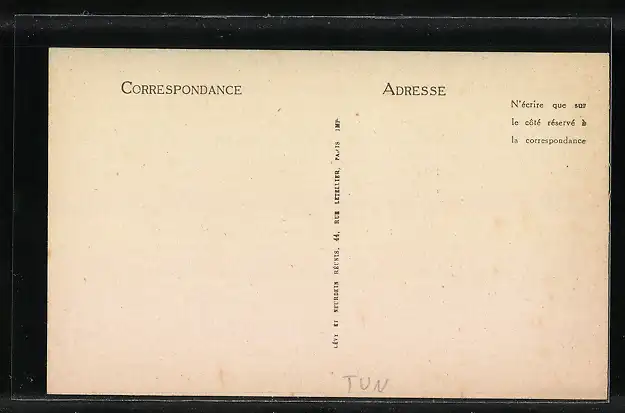 CORRESPONDANCE
ADRESSE
N'écrire que sur
le côté réservé à
la correspondance
LÉVY ET NEURDEIN RÉUNIS, 44, RUE LETELLIER, PARIS IMP.
TUN